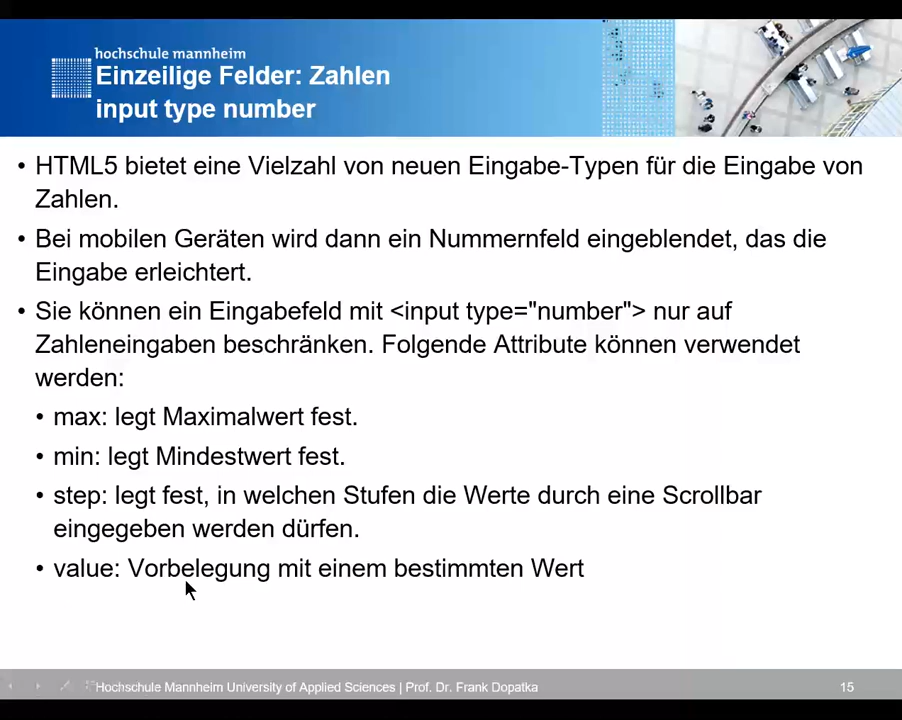 hochschule mannheim
Einzeilige Felder: Zahlen
input type number
• HTML5 bietet eine Vielzahl von neuen Eingabe-Typen für die Eingabe von
Zahlen.
• Bei mobilen Geräten wird dann ein Nummernfeld eingeblendet, das die
Eingabe erleichtert.
• Sie können ein Eingabefeld mit <input type="number"> nur auf
Zahleneingaben beschränken. Folgende Attribute können verwendet
werden:
• max: legt Maximalwert fest.
• min: legt Mindestwert fest.
• step: legt fest, in welchen Stufen die Werte durch eine Scrollbar
eingegeben werden dürfen.
• value: Vorbelegung mit einem bestimmten Wert
Hochschule Mannheim University of Applied Sciences | Prof. Dr. Frank Dopatka
15